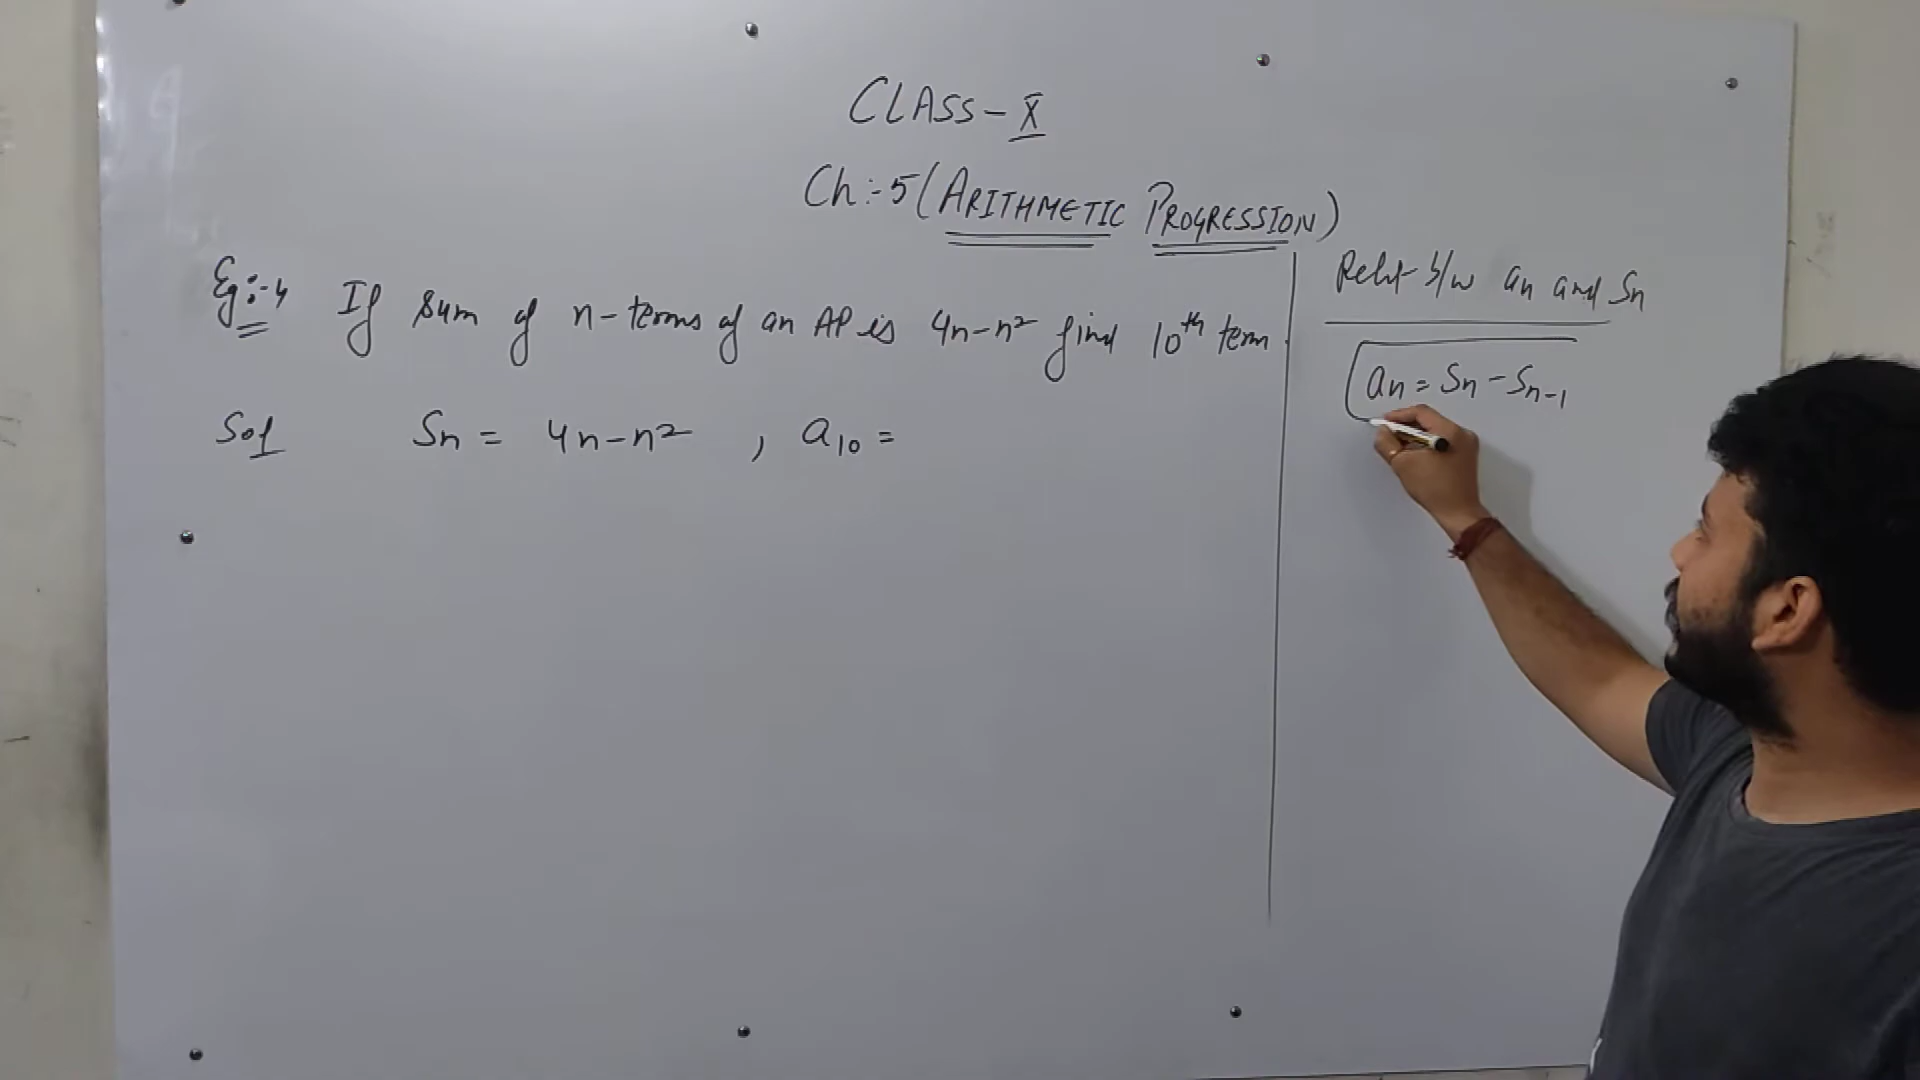 CLASS - X
Ch:- 5 (ARITHMETIC PROGRESSION)
Eg:-4 If sum of n-terms of an AP is 4n-n² find 10th term.
Sol Sn = 4n-n² , a10 =
Relat b/w an and Sn
an = Sn - Sn-1